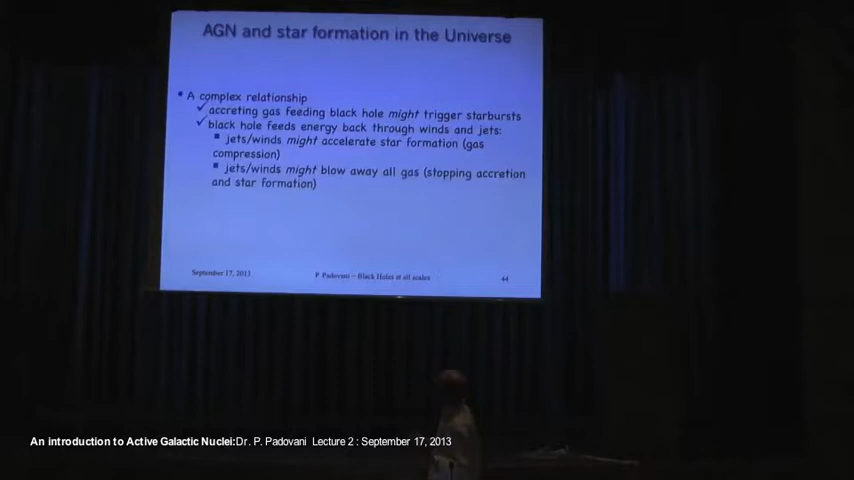 AGN and star formation in the Universe
• A complex relationship
✓ accreting gas feeding black hole might trigger starbursts
✓ black hole feeds energy back through winds and jets:
▪ jets/winds might accelerate star formation (gas
compression)
▪ jets/winds might blow away all gas (stopping accretion
and star formation)
September 17, 2013 P. Padovani – Black Holes at all scales 44
An introduction to Active Galactic Nuclei:Dr. P. Padovani Lecture 2 : September 17, 2013